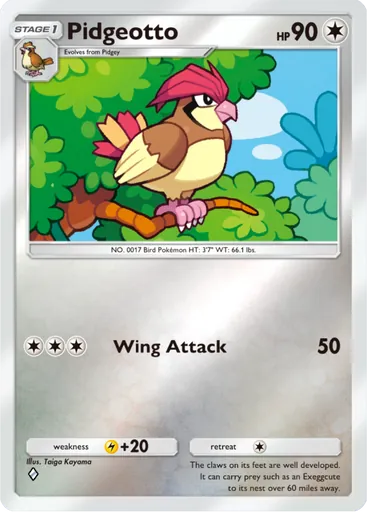 STAGE 1
Pidgeotto
HP 90
Evolves from Pidgey
NO. 0017 Bird Pokémon HT: 3'7" WT: 66.1 lbs.
Wing Attack 50
weakness +20
retreat
Illus. Taiga Kayama
The claws on its feet are well developed.
It can carry prey such as an Exeggcute
to its nest over 60 miles away.